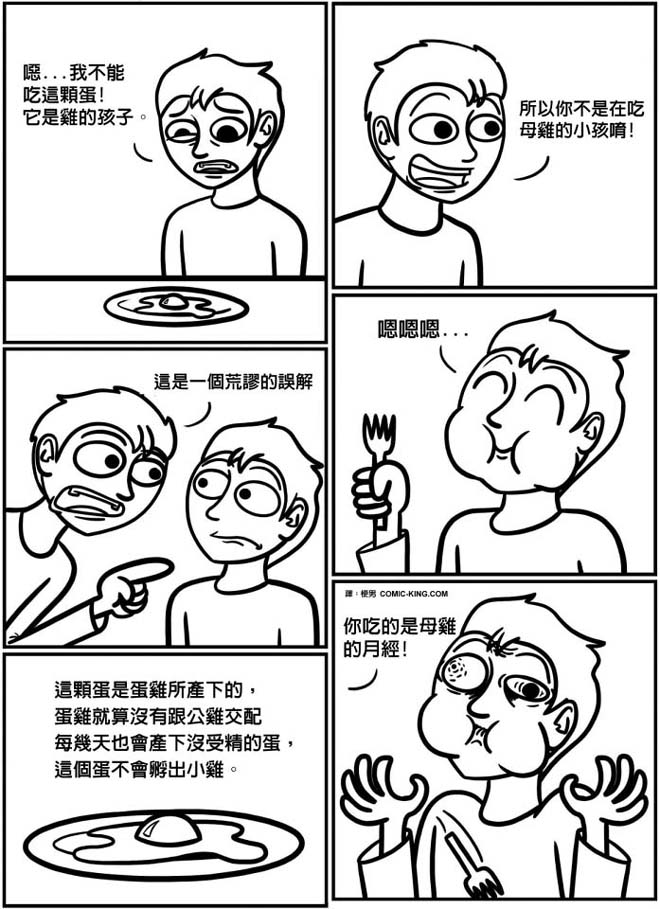 噁...我不能
吃這顆蛋!
它是雞的孩子。
這是一個荒謬的誤解
這顆蛋是蛋雞所產下的，
蛋雞就算沒有跟公雞交配
每幾天也會產下沒受精的蛋，
這個蛋不會孵出小雞。
所以你不是在吃
母雞的小孩唷!
嗯嗯嗯...
譯：梗男 COMIC-KING.COM
你吃的是母雞
的月經!